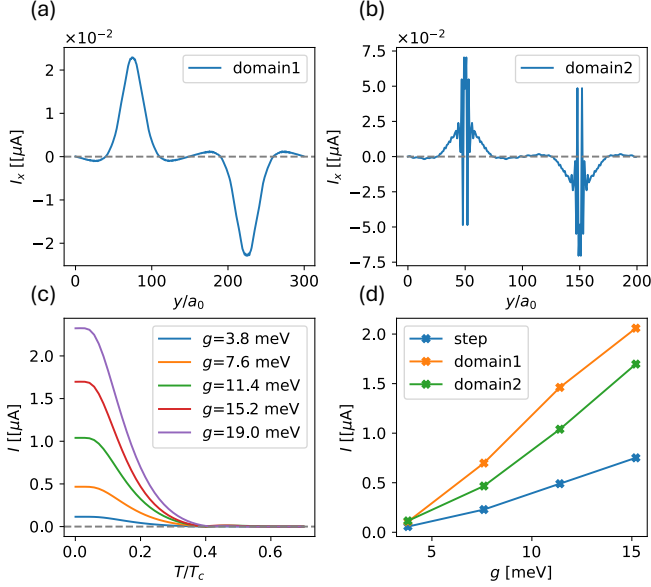 (a)
×10⁻²
domain1
2
1
0
−1
−2
I_x [[μA]
0
100
200
300
y/a₀
(b)
×10⁻²
domain2
7.5
5.0
2.5
0.0
−2.5
−5.0
−7.5
I_x [[μA]
0
50
100
150
200
y/a₀
(c)
g=3.8 meV
g=7.6 meV
g=11.4 meV
g=15.2 meV
g=19.0 meV
2.0
1.5
1.0
0.5
0.0
I [[μA]
0.0
0.2
0.4
0.6
T/T_c
(d)
step
domain1
domain2
2.0
1.5
1.0
0.5
0.0
I [[μA]
5
10
15
g [meV]